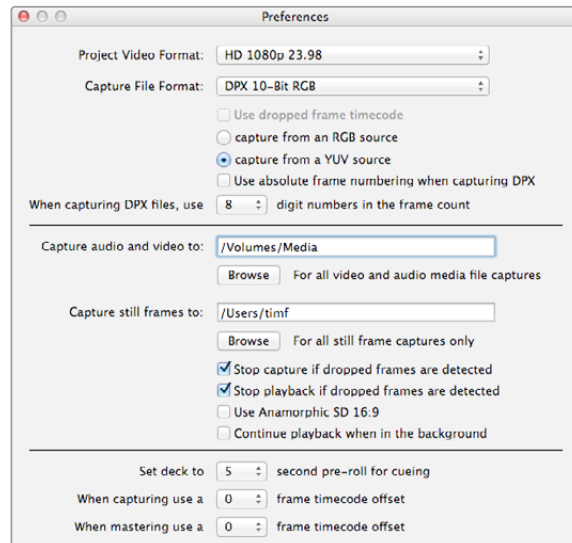 Preferences
Project Video Format: HD 1080p 23.98
Capture File Format: DPX 10-Bit RGB
Use dropped frame timecode
capture from an RGB source
capture from a YUV source
Use absolute frame numbering when capturing DPX
When capturing DPX files, use 8 digit numbers in the frame count
Capture audio and video to: /Volumes/Media
Browse For all video and audio media file captures
Capture still frames to: /Users/timf
Browse For all still frame captures only
Stop capture if dropped frames are detected
Stop playback if dropped frames are detected
Use Anamorphic SD 16:9
Continue playback when in the background
Set deck to 5 second pre-roll for cueing
When capturing use a 0 frame timecode offset
When mastering use a 0 frame timecode offset